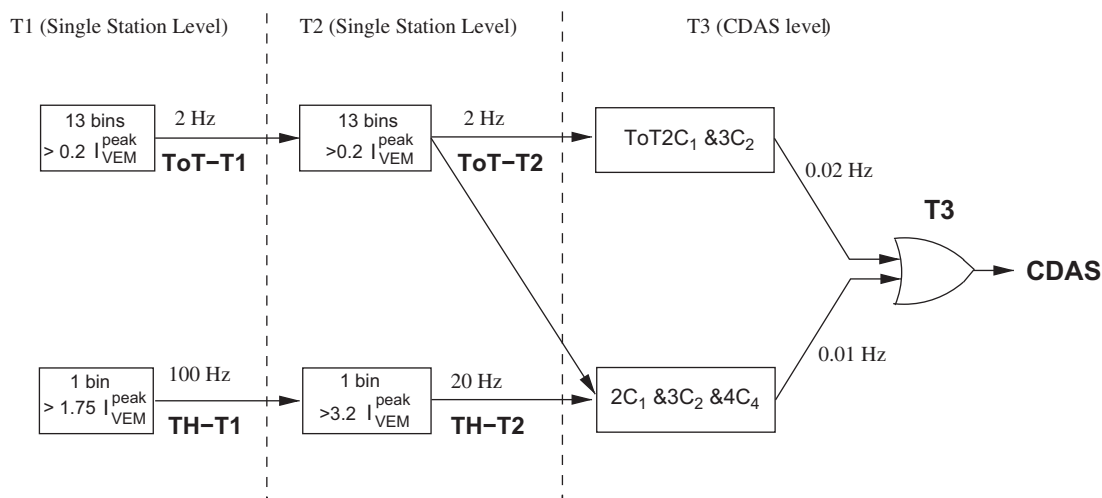 T1 (Single Station Level)
T2 (Single Station Level)
T3 (CDAS level)
13 bins
> 0.2 I_VEM^peak
2 Hz
ToT−T1
13 bins
>0.2 I_VEM^peak
2 Hz
ToT−T2
ToT2C₁ &3C₂
0.02 Hz
T3
CDAS
1 bin
> 1.75 I_VEM^peak
100 Hz
TH−T1
1 bin
>3.2 I_VEM^peak
20 Hz
TH−T2
2C₁ &3C₂ &4C₄
0.01 Hz